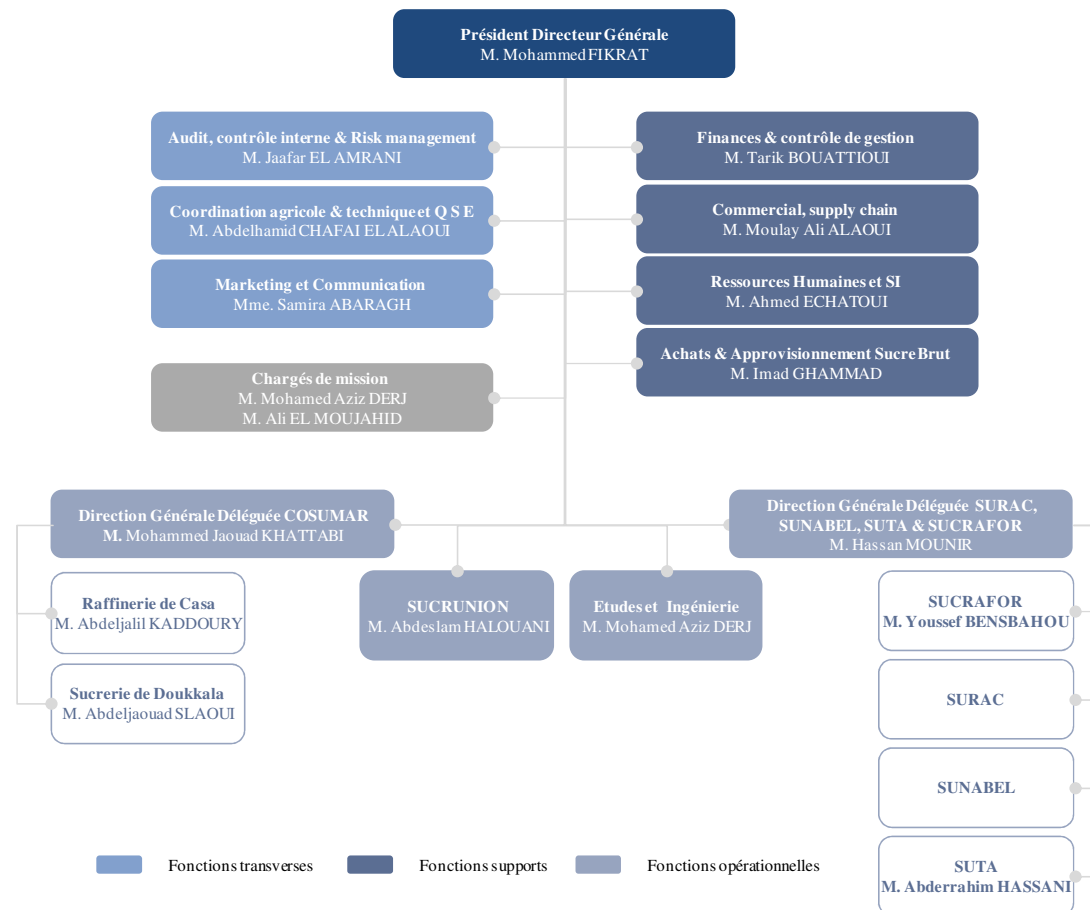 Président Directeur Générale
M. Mohammed FIKRAT
Audit, contrôle interne & Risk management
M. Jaafar EL AMRANI
Coordination agricole & technique et Q S E
M. Abdelhamid CHAFAI EL ALAOUI
Marketing et Communication
Mme. Samira ABARAGH
Chargés de mission
M. Mohamed Aziz DERJ
M. Ali EL MOUJAHID
Finances & contrôle de gestion
M. Tarik BOUATTIOUI
Commercial, supply chain
M. Moulay Ali ALAOUI
Ressources Humaines et SI
M. Ahmed ECHATOUI
Achats & Approvisionnement Sucre Brut
M. Imad GHAMMAD
Direction Générale Déléguée COSUMAR
M. Mohammed Jaouad KHATTABI
Raffinerie de Casa
M. Abdeljalil KADDOURY
Sucrerie de Doukkala
M. Abdeljaouad SLAOUI
SUCRUNION
M. Abdeslam HALOUANI
Etudes et Ingénierie
M. Mohamed Aziz DERJ
Direction Générale Déléguée SURAC,
SUNABEL, SUTA & SUCRAFOR
M. Hassan MOUNIR
SUCRAFOR
M. Youssef BENSBAHOU
SURAC
SUNABEL
SUTA
M. Abderrahim HASSANI
Fonctions transverses
Fonctions supports
Fonctions opérationnelles